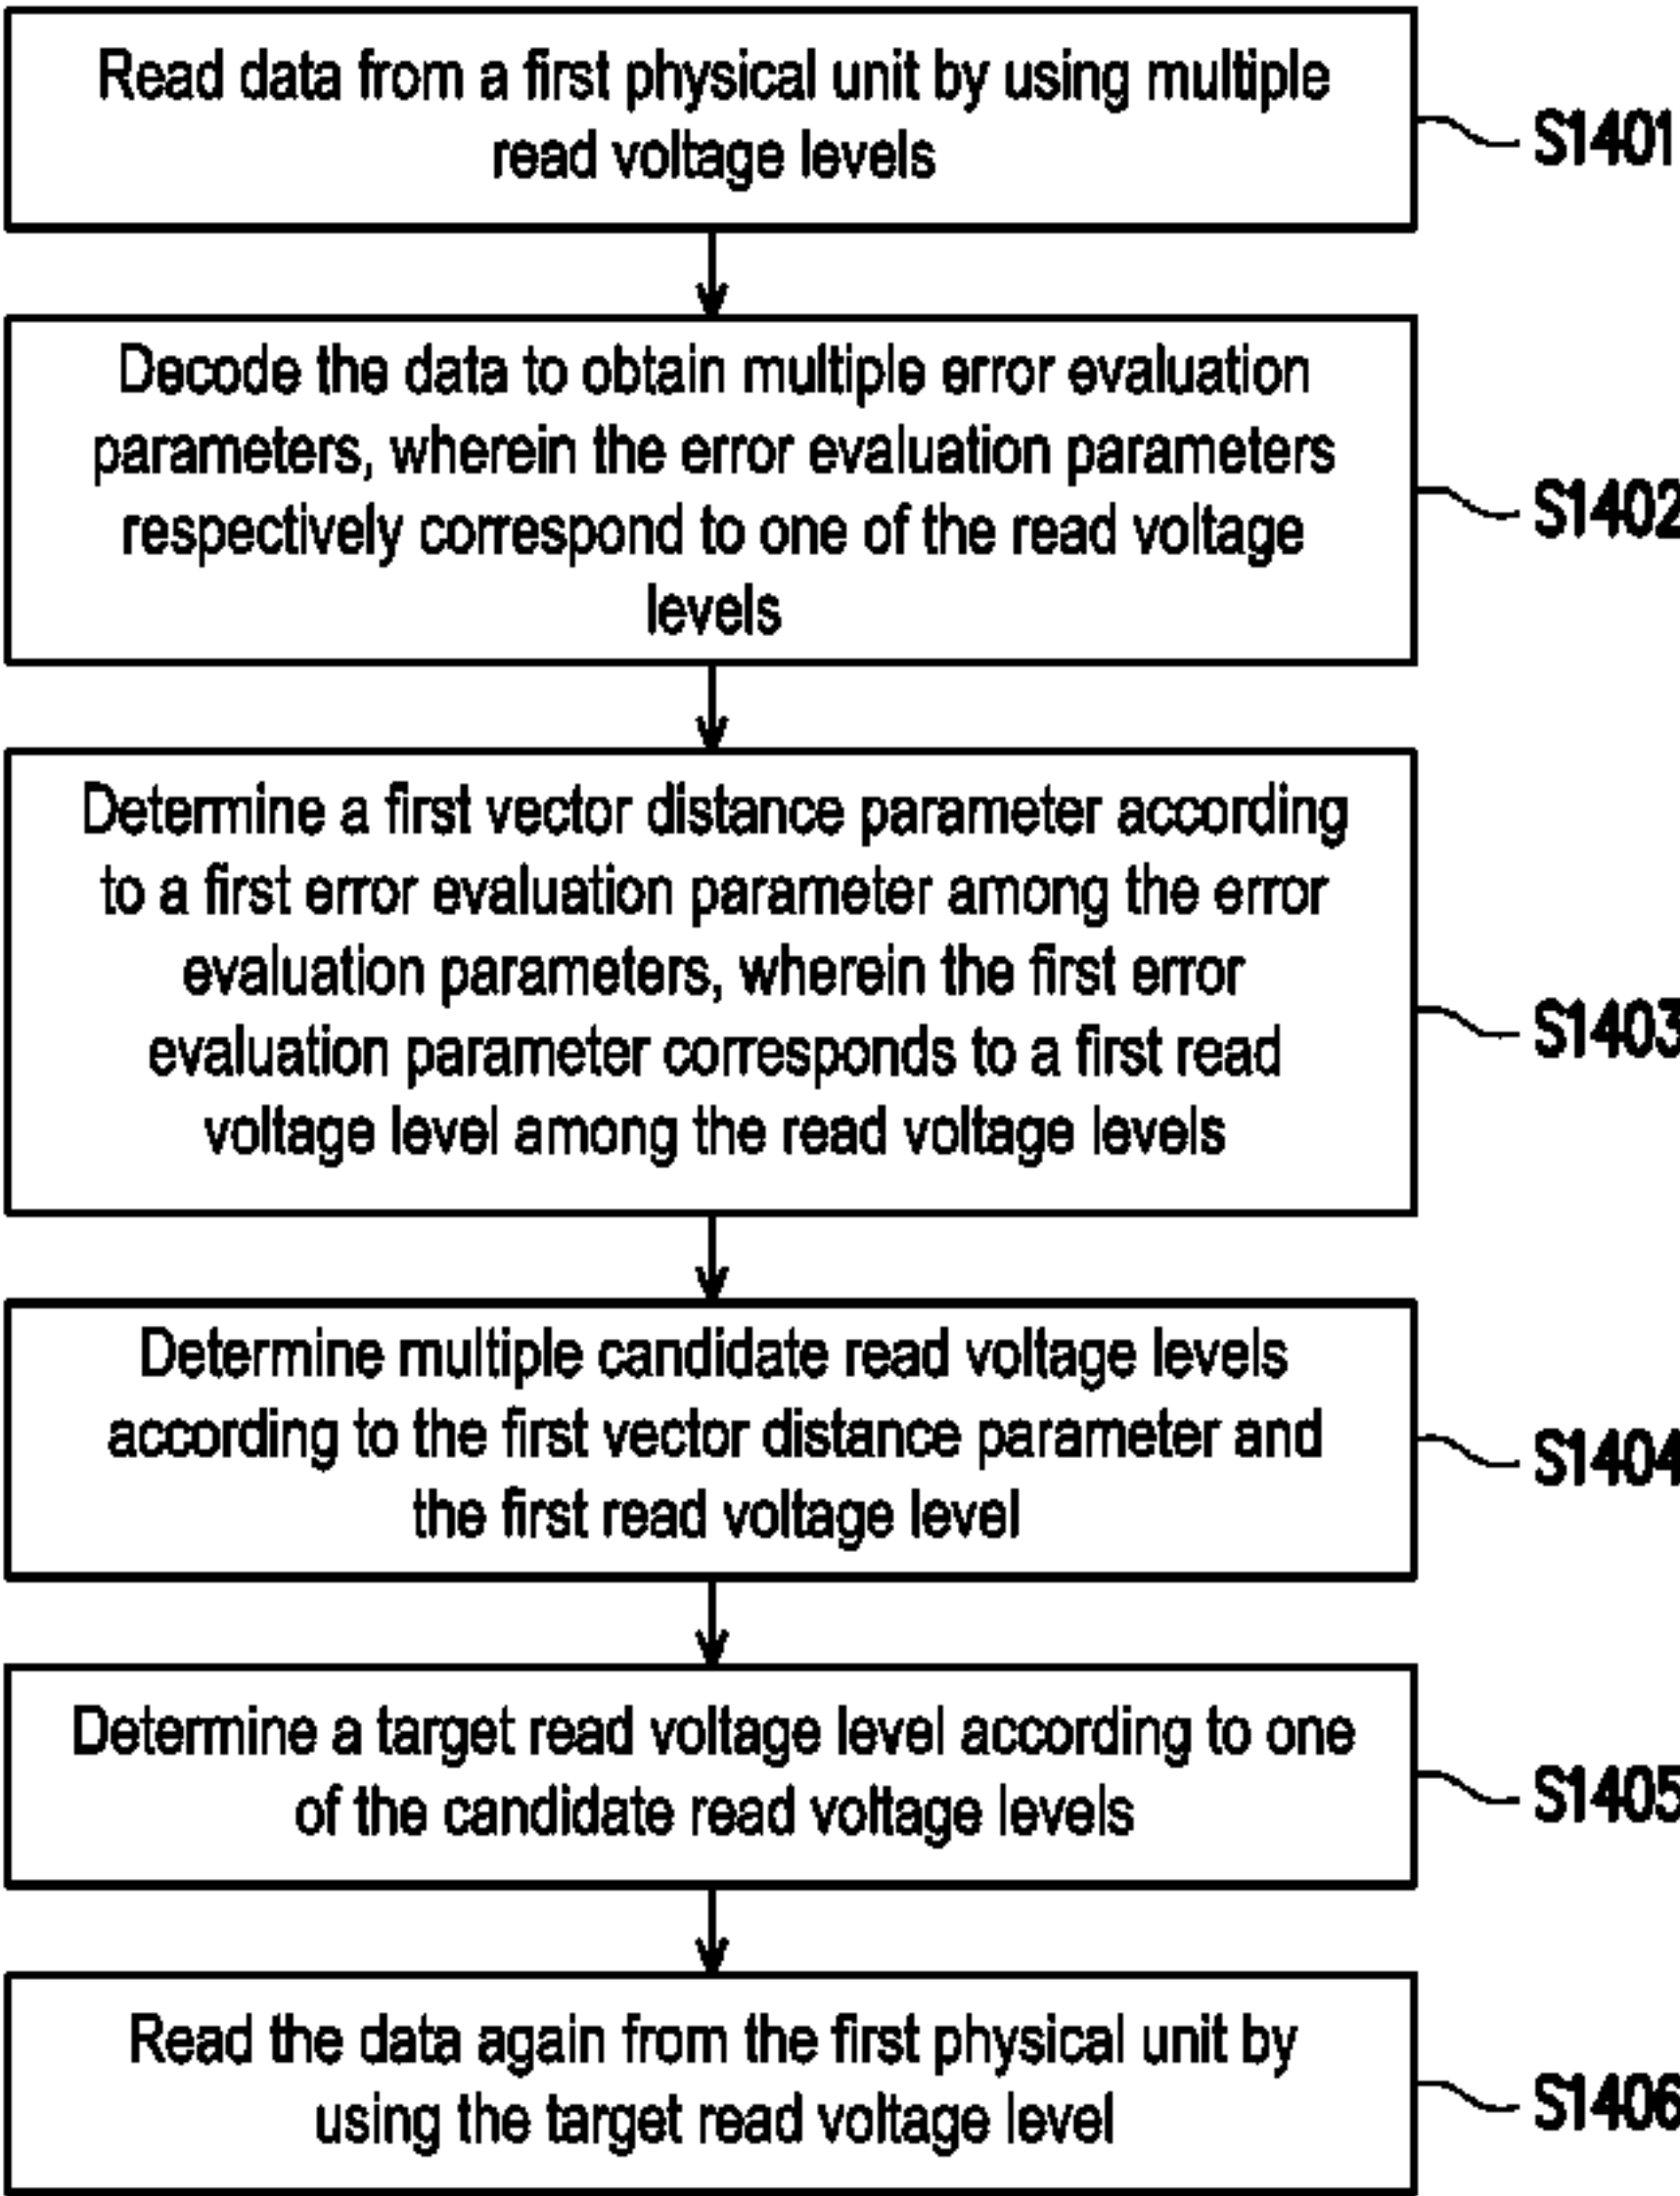 Read data from a first physical unit by using multiple
read voltage levels
S1401
Decode the data to obtain multiple error evaluation
parameters, wherein the error evaluation parameters
respectively correspond to one of the read voltage
levels
S1402
Determine a first vector distance parameter according
to a first error evaluation parameter among the error
evaluation parameters, wherein the first error
evaluation parameter corresponds to a first read
voltage level among the read voltage levels
S1403
Determine multiple candidate read voltage levels
according to the first vector distance parameter and
the first read voltage level
S1404
Determine a target read voltage level according to one
of the candidate read voltage levels
S1405
Read the data again from the first physical unit by
using the target read voltage level
S1406